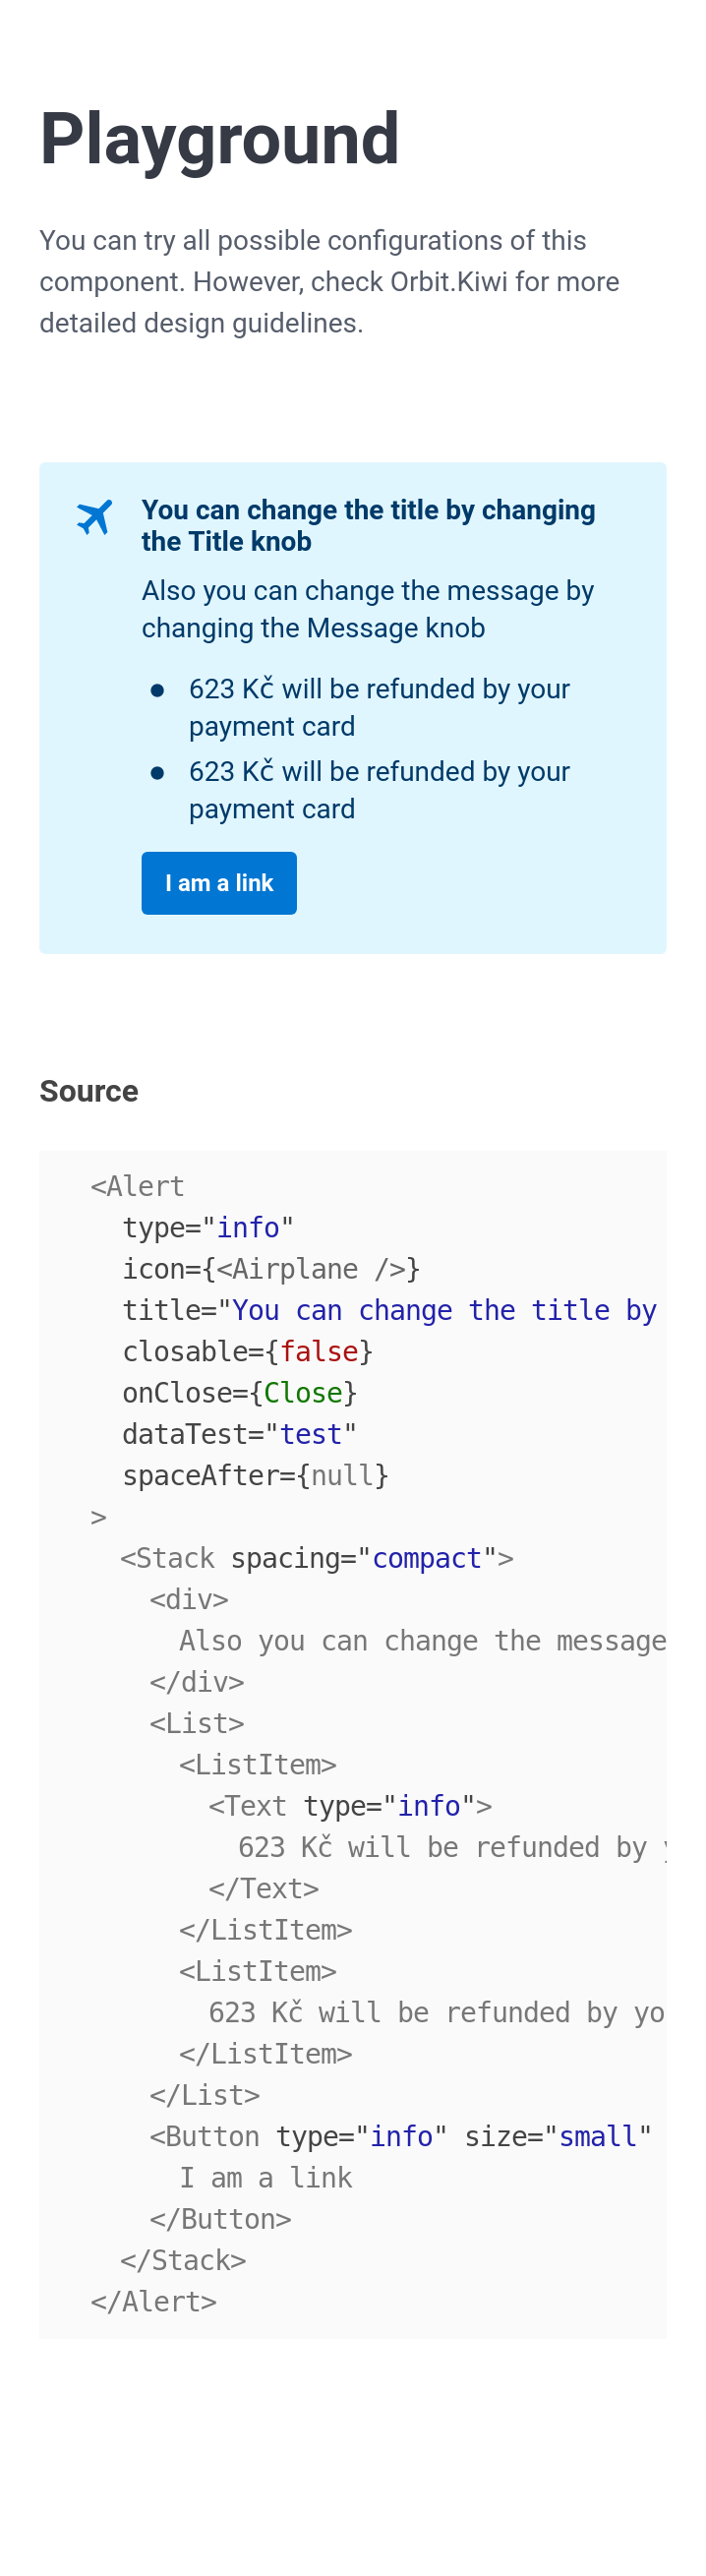 Playground
You can try all possible configurations of this
component. However, check Orbit.Kiwi for more
detailed design guidelines.
You can change the title by changing
the Title knob
Also you can change the message by
changing the Message knob
623 Kč will be refunded by your
payment card
623 Kč will be refunded by your
payment card
I am a link
Source
<Alert
type="info"
icon={<Airplane />}
title="You can change the title by
closable={false}
onClose={Close}
dataTest="test"
spaceAfter={null}
>
<Stack spacing="compact">
<div>
Also you can change the message
</div>
<List>
<ListItem>
<Text type="info">
623 Kč will be refunded by
</Text>
</ListItem>
<ListItem>
623 Kč will be refunded by yo
</ListItem>
</List>
<Button type="info" size="small"
I am a link
</Button>
</Stack>
</Alert>